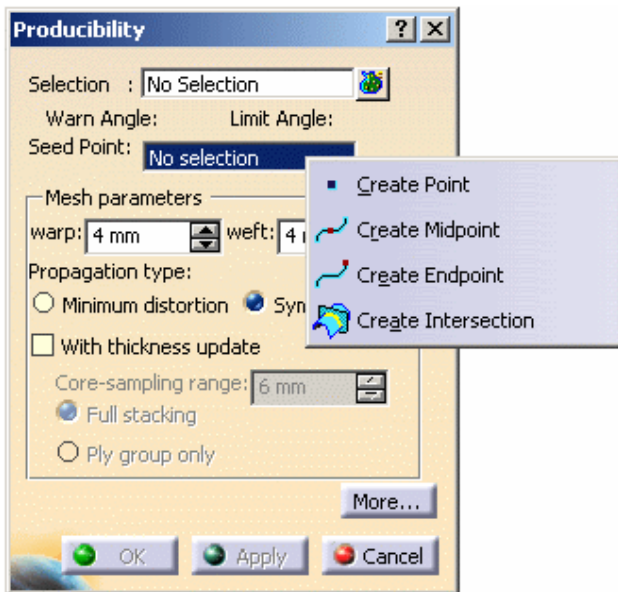 Producibility
Selection : No Selection
Warn Angle: Limit Angle:
Seed Point: No selection
Create Point
Create Midpoint
Create Endpoint
Create Intersection
Mesh parameters
warp: 4 mm weft:
Propagation type:
Minimum distortion
With thickness update
Core-sampling range: 6 mm
Full stacking
Ply group only
More...
OK Apply Cancel